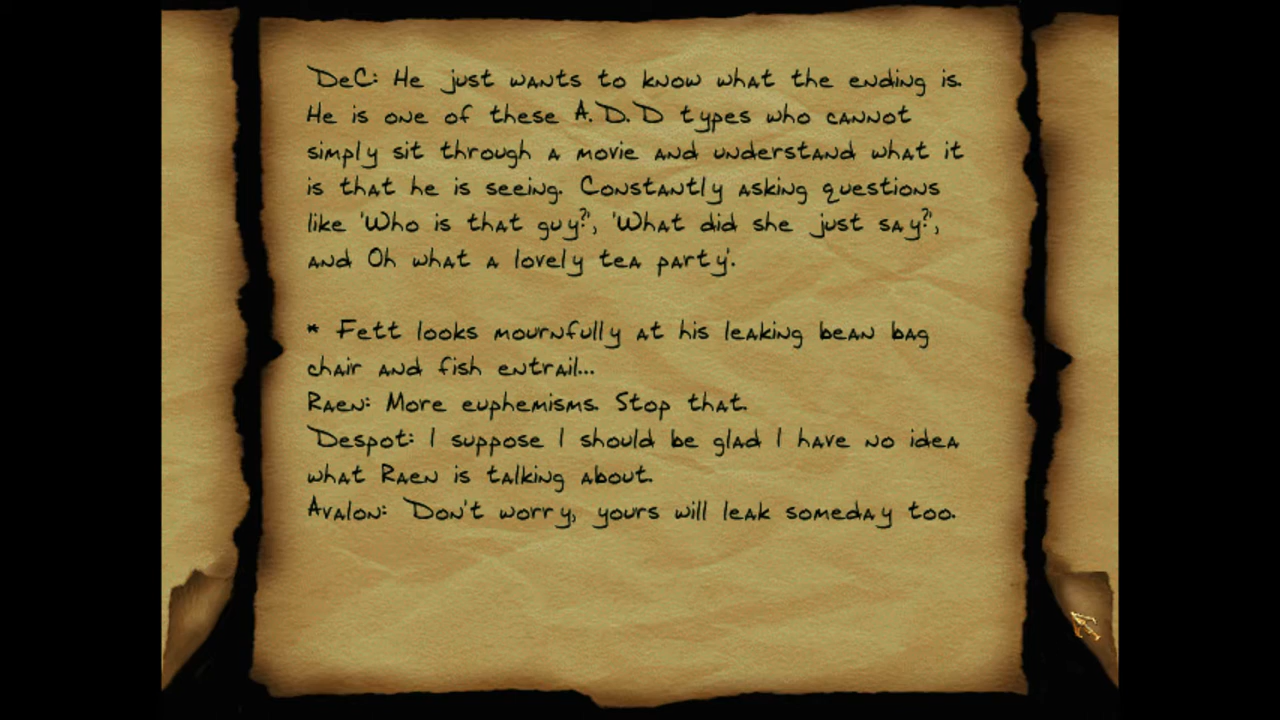 DeC: He just wants to know what the ending is.
He is one of these A.D.D types who cannot
simply sit through a movie and understand what it
is that he is seeing. Constantly asking questions
like 'Who is that guy?', 'What did she just say?',
and Oh what a lovely tea party'.
* Fett looks mournfully at his leaking bean bag
chair and fish entrail...
Raen: More euphemisms. Stop that.
Despot: I suppose I should be glad I have no idea
what Raen is talking about.
Avalon: Don't worry, yours will leak someday too.